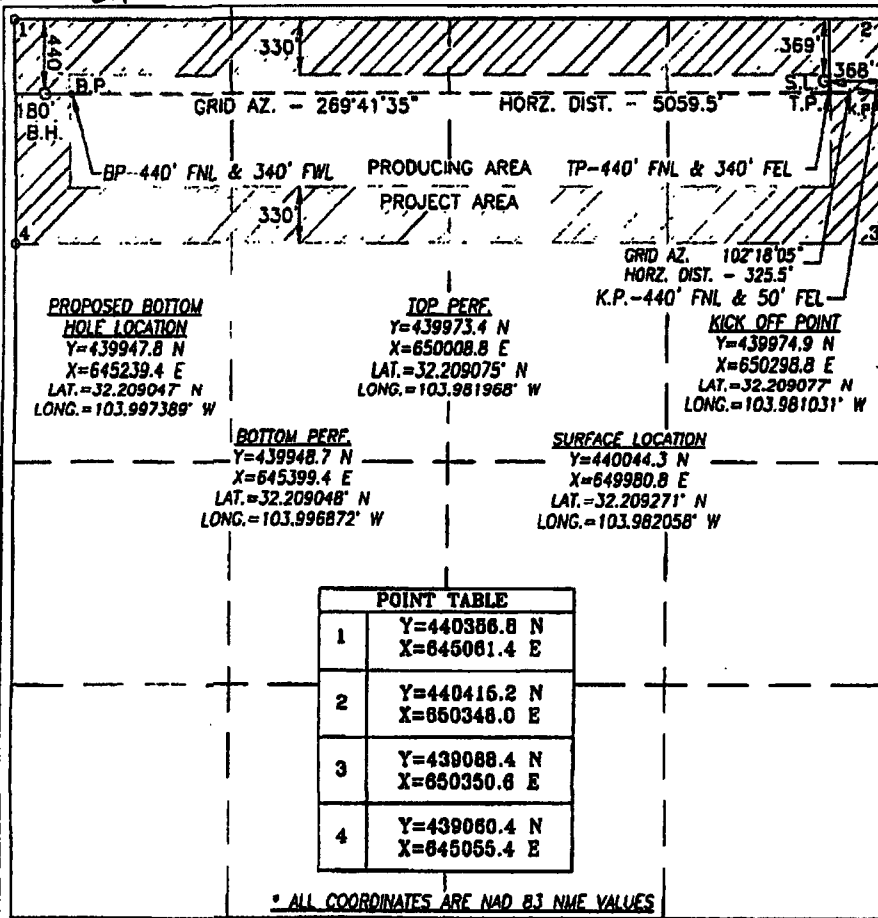 1
2
440'
330'
369'
368'
S.L.
B.P.
180'
B.H.
GRID AZ. - 269°41'35"
HORZ. DIST. - 5059.5'
T.P.
K.P.
BP-440' FNL & 340' FWL
PRODUCING AREA
TP-440' FNL & 340' FEL
PROJECT AREA
330'
4
3
GRID AZ. 102°18'05"
HORZ. DIST. - 325.5'
K.P.-440' FNL & 50' FEL
PROPOSED BOTTOM
HOLE LOCATION
Y=439947.8 N
X=645239.4 E
LAT.=32.209047° N
LONG.=103.997389° W
TOP PERF.
Y=439973.4 N
X=650008.8 E
LAT.=32.209075° N
LONG.=103.981968° W
KICK OFF POINT
Y=439974.9 N
X=650298.8 E
LAT.=32.209077° N
LONG.=103.981031° W
BOTTOM PERF.
Y=439948.7 N
X=645399.4 E
LAT.=32.209048° N
LONG.=103.996872° W
SURFACE LOCATION
Y=440044.3 N
X=649980.8 E
LAT.=32.209271° N
LONG.=103.982058° W
POINT TABLE
1
Y=440386.8 N
X=645061.4 E
2
Y=440415.2 N
X=650348.0 E
3
Y=439088.4 N
X=650350.6 E
4
Y=439060.4 N
X=645055.4 E
* ALL COORDINATES ARE NAD 83 NME VALUES